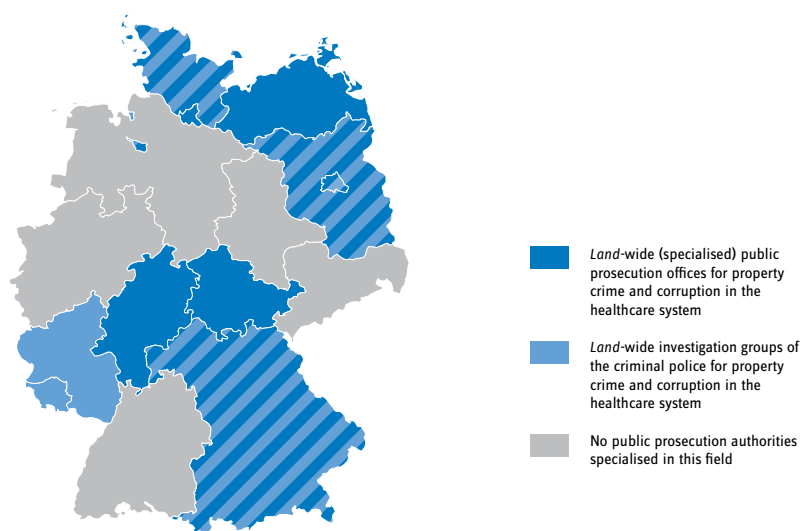 Land-wide (specialised) public
prosecution offices for property
crime and corruption in the
healthcare system
Land-wide investigation groups of
the criminal police for property
crime and corruption in the
healthcare system
No public prosecution authorities
specialised in this field